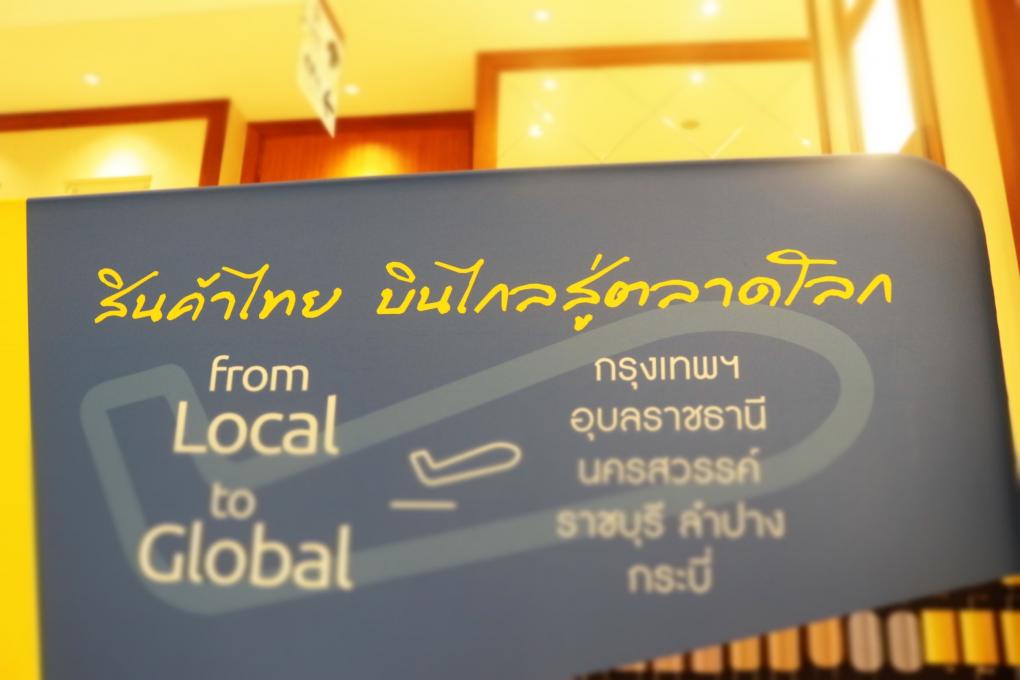 สินค้าไทย บินไกลสู่ตลาดโลก
from
Local
to
Global
กรุงเทพฯ
อุบลราชธานี
นครสวรรค์
ราชบุรี ลำปาง
กระบี่